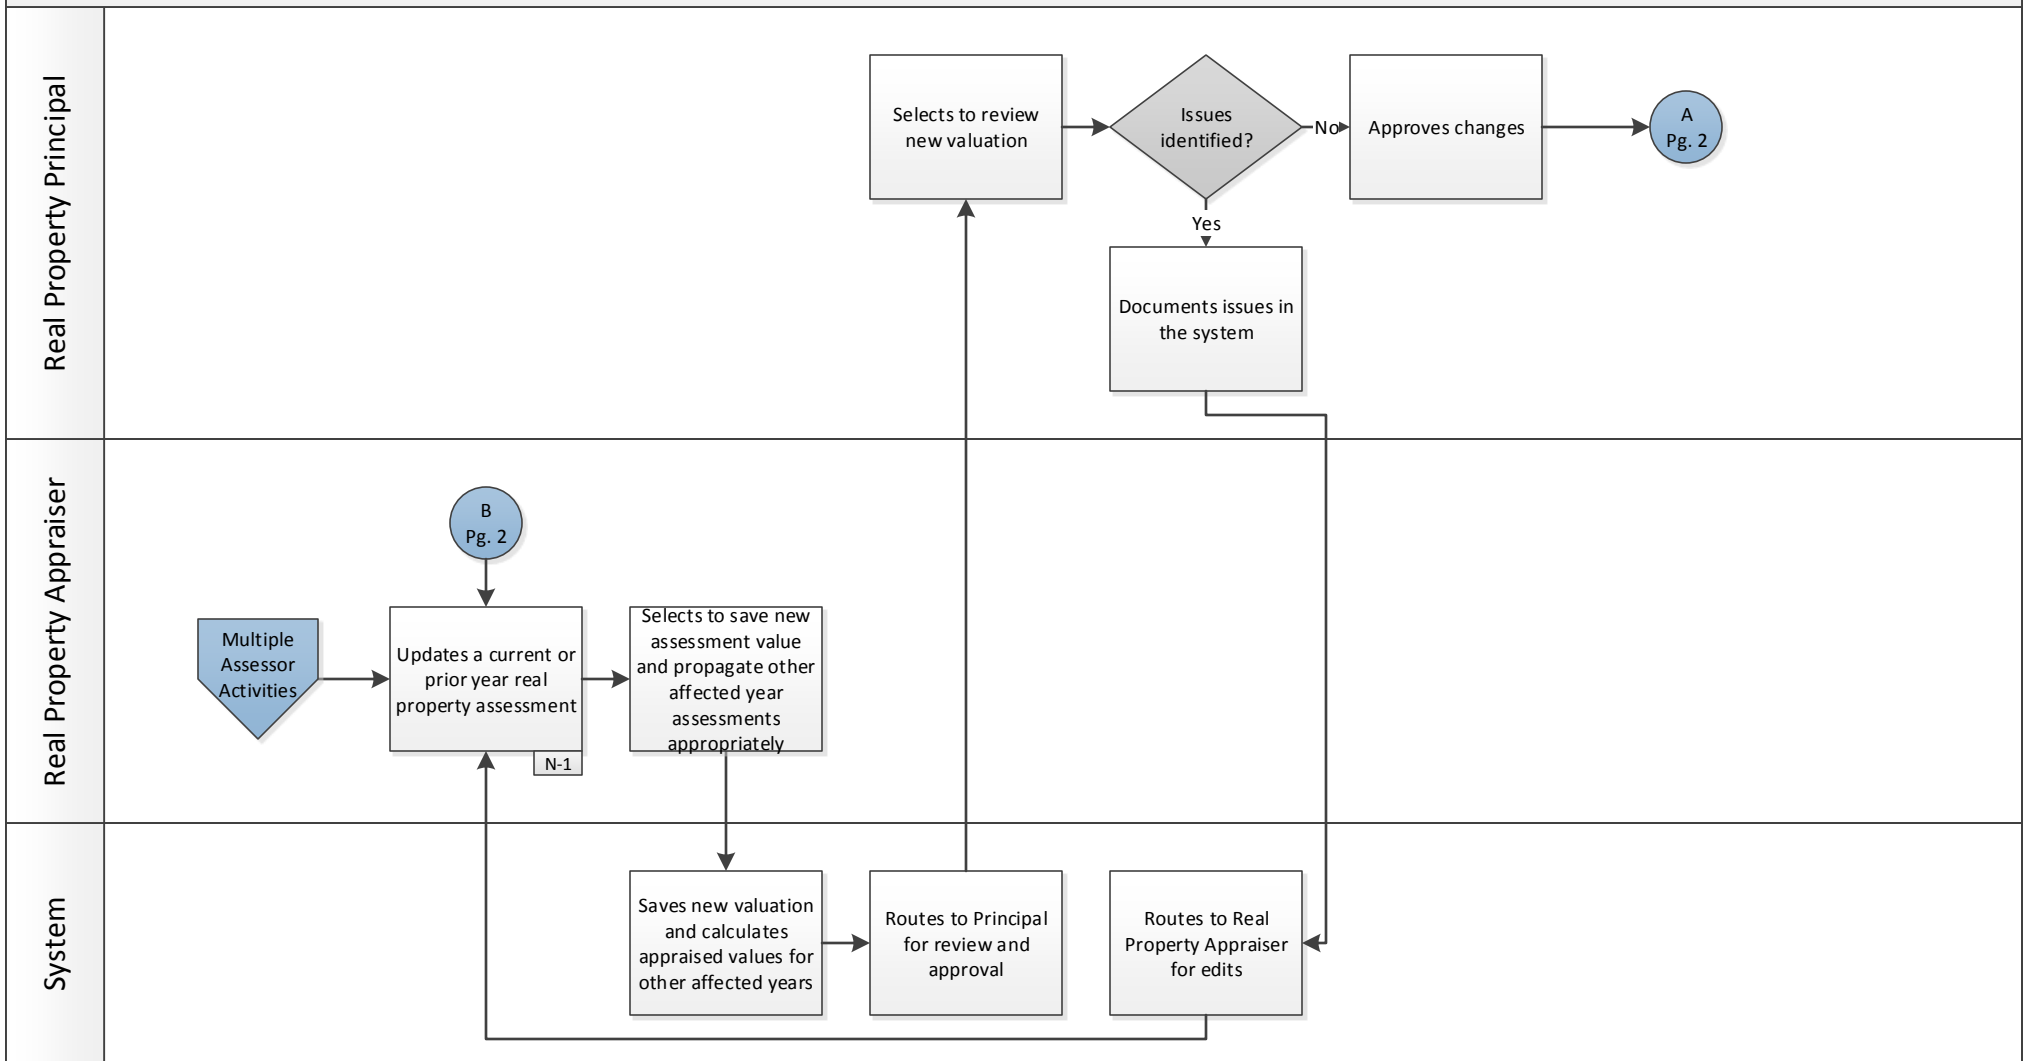 Real Property Principal
Selects to review
new valuation
Issues
identified?
No
Approves changes
A
Pg. 2
Yes
Documents issues in
the system
Real Property Appraiser
B
Pg. 2
Multiple
Assessor
Activities
Updates a current or
prior year real
property assessment
N-1
Selects to save new
assessment value
and propagate other
affected year
assessments
appropriately
System
Saves new valuation
and calculates
appraised values for
other affected years
Routes to Principal
for review and
approval
Routes to Real
Property Appraiser
for edits